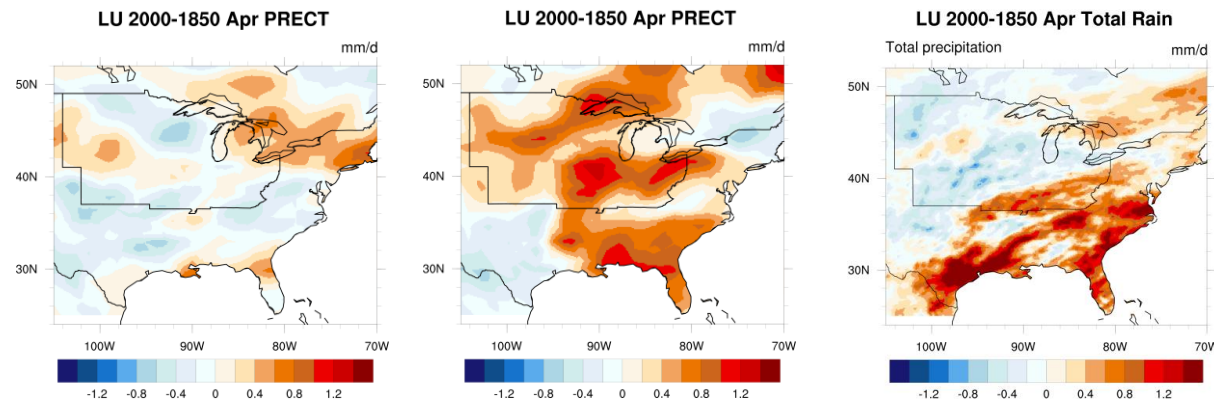 LU 2000-1850 Apr PRECT
mm/d
50N
40N
30N
100W 90W 80W 70W
-1.2 -0.8 -0.4 0 0.4 0.8 1.2
LU 2000-1850 Apr PRECT
mm/d
50N
40N
30N
100W 90W 80W 70W
-1.2 -0.8 -0.4 0 0.4 0.8 1.2
LU 2000-1850 Apr Total Rain
Total precipitation mm/d
50N
40N
30N
100W 90W 80W 70W
-1.2 -0.8 -0.4 0 0.4 0.8 1.2